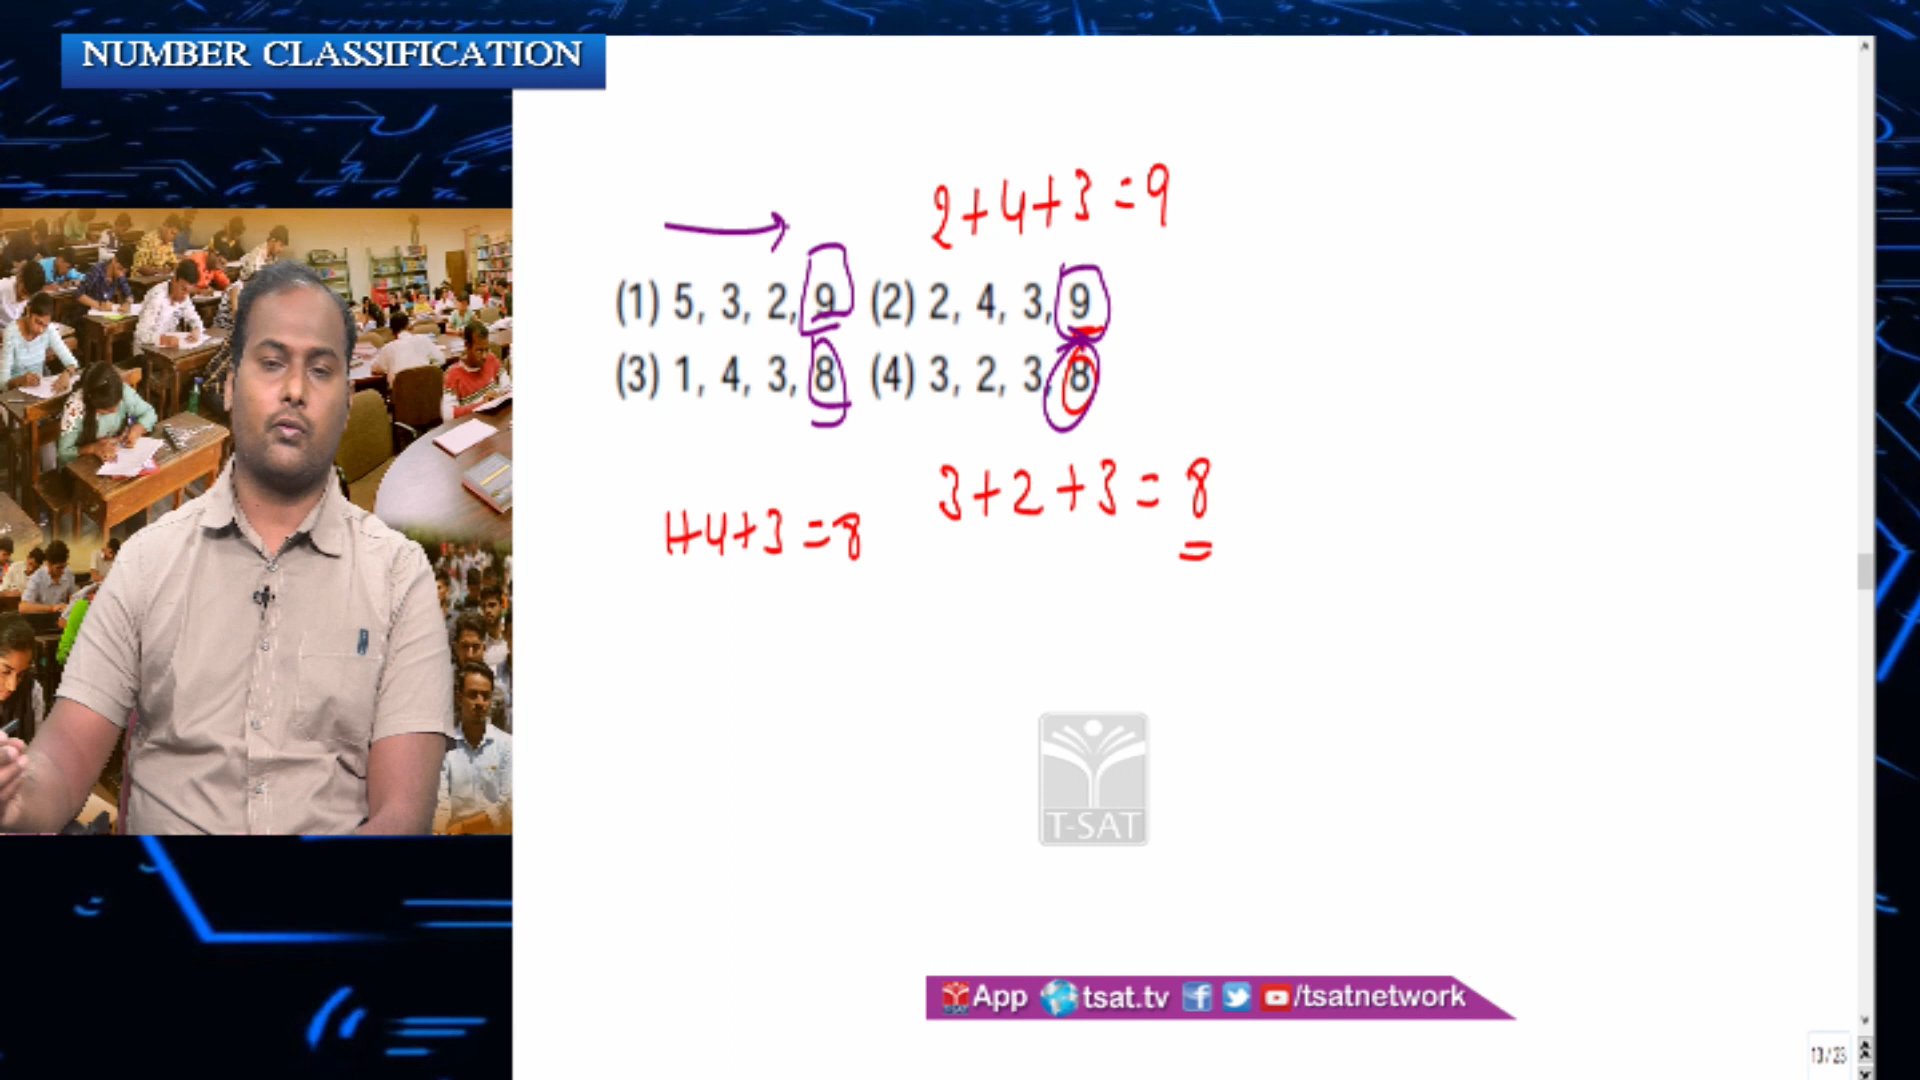 NUMBER CLASSIFICATION
2+4+3=9
(1) 5, 3, 2, 9 (2) 2, 4, 3, 9
(3) 1, 4, 3, 8 (4) 3, 2, 3, 8
1+4+3=8
3+2+3=8
T-SAT
App tsat.tv /tsatnetwork
13/23